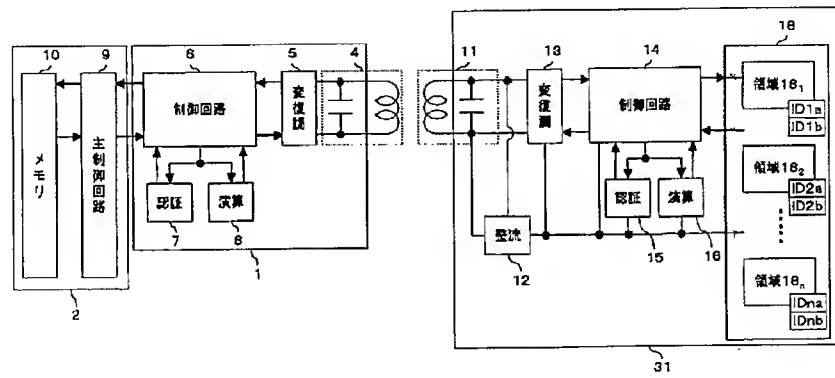 10
9
6
5
4
11
13
14
18
メモリ
主制御回路
制御回路
変復調
変復調
制御回路
領域18₁
ID1a
ID1b
領域18₂
ID2a
ID2b
認証
演算
認証
演算
7
8
整流
12
15
16
領域18ₙ
IDna
IDnb
1
2
31